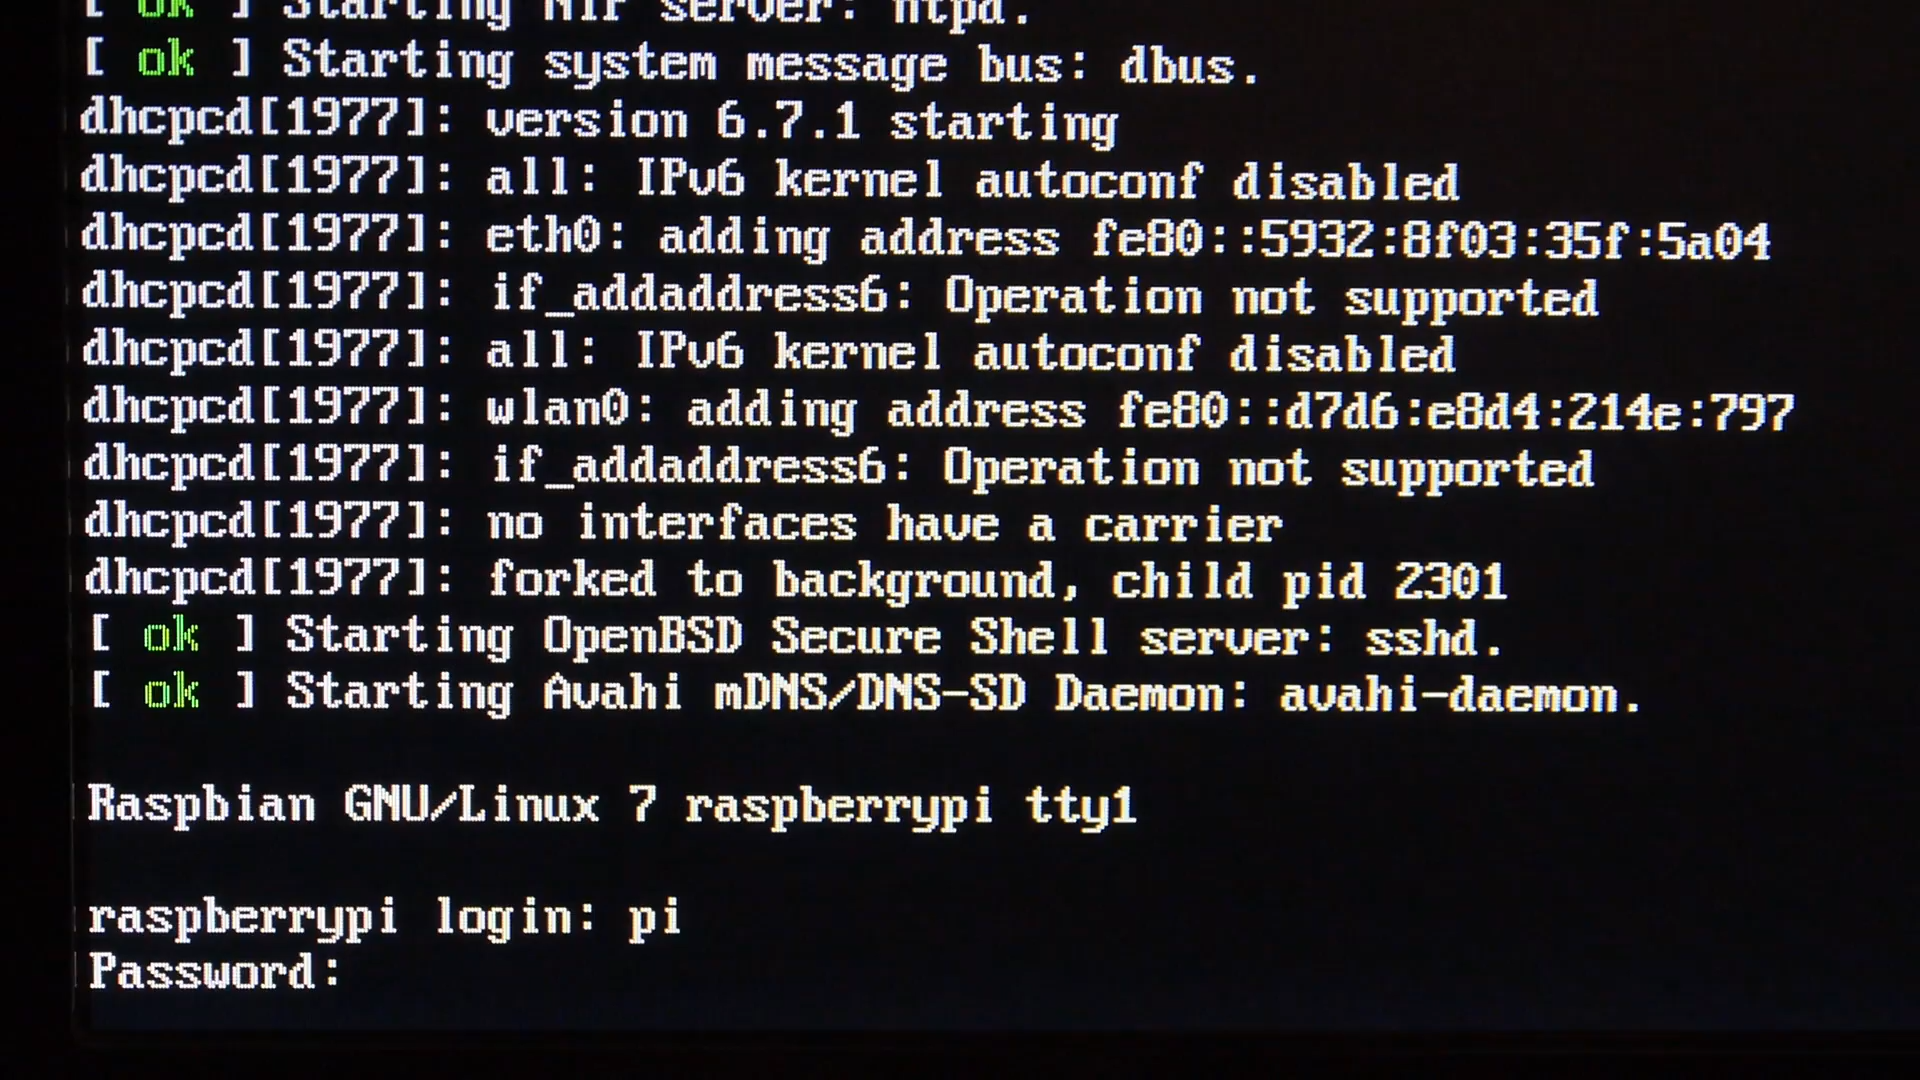 [ ok ] Starting NTP server: ntpd.
[ ok ] Starting system message bus: dbus.
dhcpcd[1977]: version 6.7.1 starting
dhcpcd[1977]: all: IPv6 kernel autoconf disabled
dhcpcd[1977]: eth0: adding address fe80::5932:8f03:35f:5a04
dhcpcd[1977]: if_addaddress6: Operation not supported
dhcpcd[1977]: all: IPv6 kernel autoconf disabled
dhcpcd[1977]: wlan0: adding address fe80::d7d6:e8d4:214e:797
dhcpcd[1977]: if_addaddress6: Operation not supported
dhcpcd[1977]: no interfaces have a carrier
dhcpcd[1977]: forked to background, child pid 2301
[ ok ] Starting OpenBSD Secure Shell server: sshd.
[ ok ] Starting Avahi mDNS/DNS-SD Daemon: avahi-daemon.
Raspbian GNU/Linux 7 raspberrypi tty1
raspberrypi login: pi
Password: